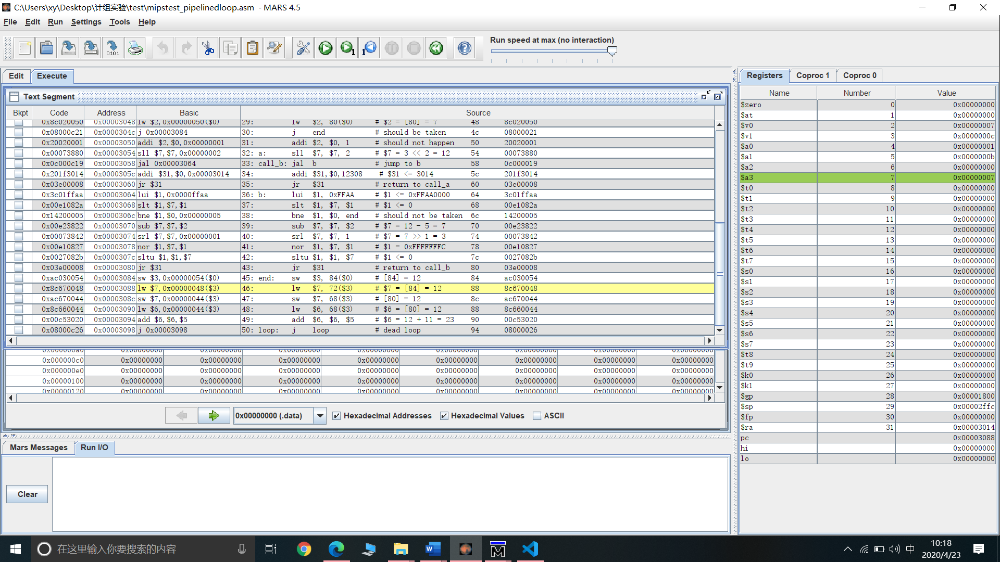 C:\Users\xy\Desktop\计组实验\test\mipstest_pipelinedloop.asm - MARS 4.5
File Edit Run Settings Tools Help
Run speed at max (no interaction)
Edit Execute
Text Segment
Bkpt Code Address Basic Source
0x8c020050 0x00003048 lw $2,0x00000050($0) 29: lw $2, 80($0) # $2 = [80] = 7 48 8c020050
0x08000c21 0x0000304c j 0x00003084 30: j end # should be taken 4c 08000021
0x20020001 0x00003050 addi $2,$0,0x00000001 31: addi $2, $0, 1 # should not happen 50 20020001
0x00073880 0x00003054 sll $7,$7,0x00000002 32: a: sll $7, $7, 2 # $7 = 3 << 2 = 12 54 00073880
0x0c000c19 0x00003058 jal 0x00003064 33: call_b: jal b # jump to b 58 0c000019
0x201f3014 0x0000305c addi $31,$0,0x00003014 34: addi $31,$0,12308 # $31 <= 3014 5c 201f3014
0x03e00008 0x00003060 jr $31 35: jr $31 # return to call_a 60 03e00008
0x3c01ffaa 0x00003064 lui $1,0x0000ffaa 36: b: lui $1, 0xFFAA # $1 <= 0xFFAA0000 64 3c01ffaa
0x00e1082a 0x00003068 slt $1,$7,$1 37: slt $1, $7, $1 # $1 <= 0 68 00e1082a
0x14200005 0x0000306c bne $1,$0,0x00000005 38: bne $1, $0, end # should not be taken 6c 14200005
0x00e23822 0x00003070 sub $7,$7,$2 39: sub $7, $7, $2 # $7 = 12 - 5 = 7 70 00e23822
0x00073842 0x00003074 srl $7,$7,0x00000001 40: srl $7, $7, 1 # $7 = 7 >> 1 = 3 74 00073842
0x00e10827 0x00003078 nor $1,$7,$1 41: nor $1, $7, $1 # $1 = 0xFFFFFFFC 78 00e10827
0x0027082b 0x0000307c sltu $1,$1,$7 42: sltu $1, $1, $7 # $1 <= 0 7c 0027082b
0x03e00008 0x00003080 jr $31 43: jr $31 # return to call_b 80 03e00008
0xac030054 0x00003084 sw $3,0x00000054($0) 45: end: sw $3, 84($0) # [84] = 12 84 ac030054
0x8c670048 0x00003088 lw $7,0x00000048($3) 46: lw $7, 72($3) # $7 = [84] = 12 88 8c670048
0xac670044 0x0000308c sw $7,0x00000044($3) 47: sw $7, 68($3) # [80] = 12 8c ac670044
0x8c660044 0x00003090 lw $6,0x00000044($3) 48: lw $6, 68($3) # $6 = [80] = 12 88 8c660044
0x00c53020 0x00003094 add $6,$6,$5 49: add $6, $6, $5 # $6 = 12 + 11 = 23 90 00c53020
0x08000c26 0x00003098 j 0x00003098 50: loop: j loop # dead loop 94 08000026
0x000000a0 0x00000000 0x00000000 0x00000000 0x00000000 0x00000000 0x00000000 0x00000000 0x00000000
0x000000c0 0x00000000 0x00000000 0x00000000 0x00000000 0x00000000 0x00000000 0x00000000 0x00000000
0x000000e0 0x00000000 0x00000000 0x00000000 0x00000000 0x00000000 0x00000000 0x00000000 0x00000000
0x00000100 0x00000000 0x00000000 0x00000000 0x00000000 0x00000000 0x00000000 0x00000000 0x00000000
0x00000120 0x00000000 0x00000000 0x00000000 0x00000000 0x00000000 0x00000000 0x00000000 0x00000000
0x00000000 (.data) Hexadecimal Addresses Hexadecimal Values ASCII
Mars Messages Run I/O
Clear
Registers Coproc 1 Coproc 0
Name Number Value
$zero 0 0x00000000
$at 1 0x00000000
$v0 2 0x00000007
$v1 3 0x0000000c
$a0 4 0x00000001
$a1 5 0x0000000b
$a2 6 0x00000000
$a3 7 0x00000007
$t0 8 0x00000000
$t1 9 0x00000000
$t2 10 0x00000000
$t3 11 0x00000000
$t4 12 0x00000000
$t5 13 0x00000000
$t6 14 0x00000000
$t7 15 0x00000000
$s0 16 0x00000000
$s1 17 0x00000000
$s2 18 0x00000000
$s3 19 0x00000000
$s4 20 0x00000000
$s5 21 0x00000000
$s6 22 0x00000000
$s7 23 0x00000000
$t8 24 0x00000000
$t9 25 0x00000000
$k0 26 0x00000000
$k1 27 0x00000000
$gp 28 0x00001800
$sp 29 0x00002ffc
$fp 30 0x00000000
$ra 31 0x00003014
pc 0x00003088
hi 0x00000000
lo 0x00000000
在这里输入你要搜索的内容
中
10:18
2020/4/23